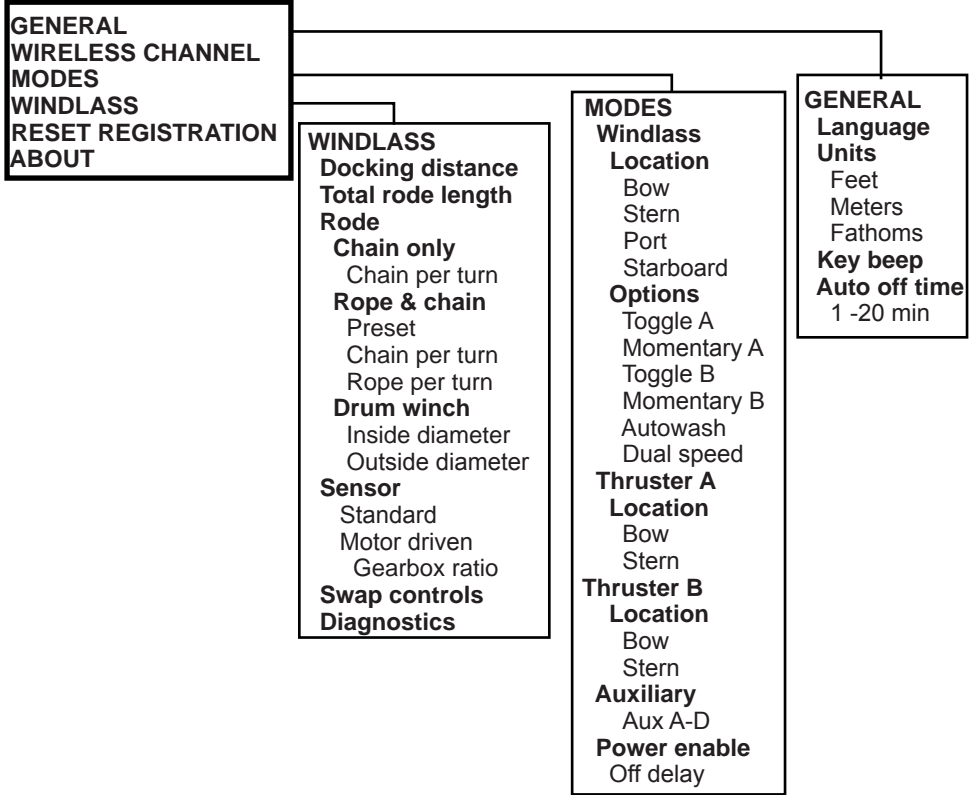 GENERAL
WIRELESS CHANNEL
MODES
WINDLASS
RESET REGISTRATION
ABOUT
WINDLASS
Docking distance
Total rode length
Rode
Chain only
Chain per turn
Rope & chain
Preset
Chain per turn
Rope per turn
Drum winch
Inside diameter
Outside diameter
Sensor
Standard
Motor driven
Gearbox ratio
Swap controls
Diagnostics
MODES
Windlass
Location
Bow
Stern
Port
Starboard
Options
Toggle A
Momentary A
Toggle B
Momentary B
Autowash
Dual speed
Thruster A
Location
Bow
Stern
Thruster B
Location
Bow
Stern
Auxiliary
Aux A-D
Power enable
Off delay
GENERAL
Language
Units
Feet
Meters
Fathoms
Key beep
Auto off time
1 -20 min